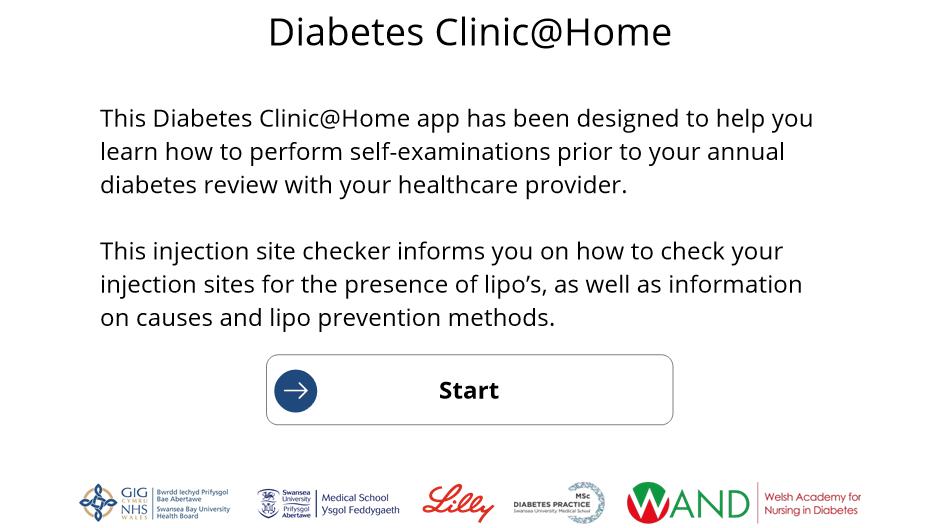 Diabetes Clinic@Home
This Diabetes Clinic@Home app has been designed to help you
learn how to perform self-examinations prior to your annual
diabetes review with your healthcare provider.
This injection site checker informs you on how to check your
injection sites for the presence of lipo’s, as well as information
on causes and lipo prevention methods.
Start
GIG
CYMRU
NHS
WALES
Bwrdd Iechyd Prifysgol
Bae Abertawe
Swansea Bay University
Health Board
Swansea
University
Prifysgol
Abertawe
Medical School
Ysgol Feddygaeth
Lilly
MSc
DIABETES PRACTICE
Swansea University Medical School
WAND
Welsh Academy for
Nursing in Diabetes